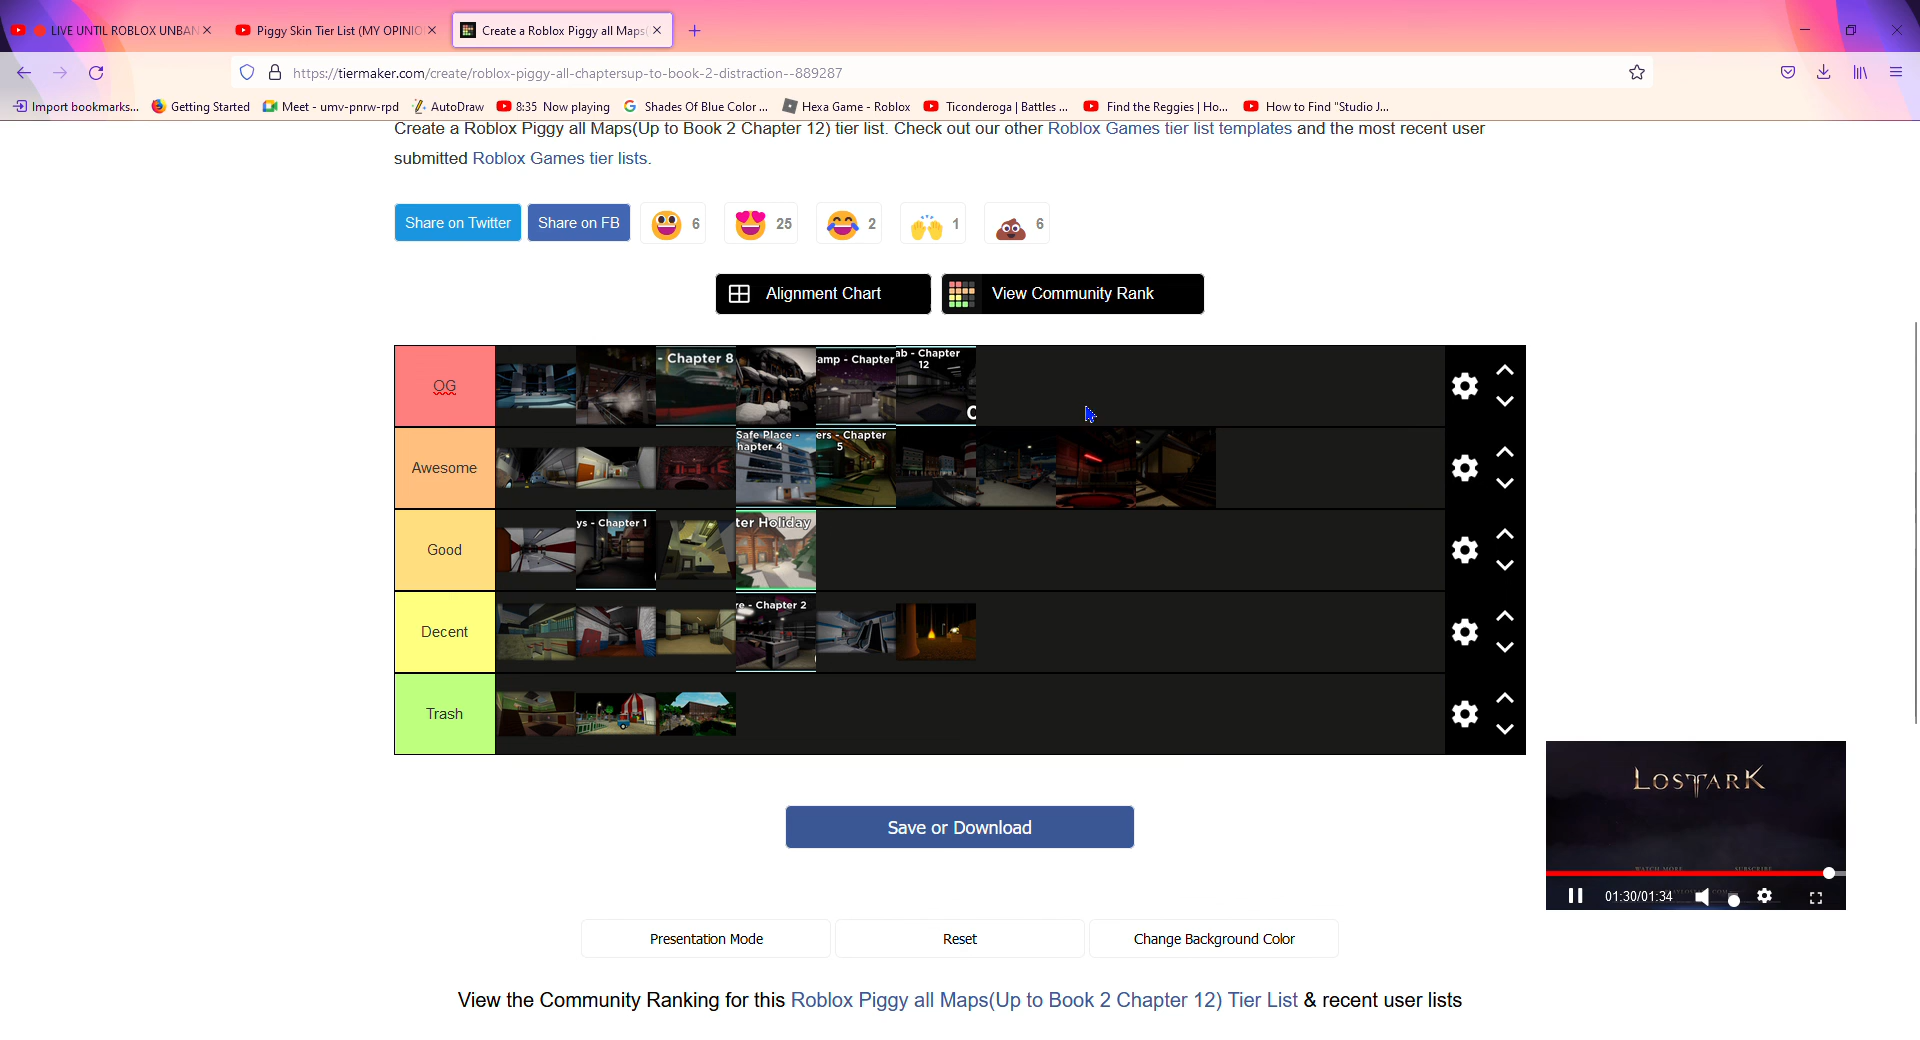 LIVE UNTIL ROBLOX UNBAN
Piggy Skin Tier List (MY OPINIO
Create a Roblox Piggy all Maps(
https://tiermaker.com/create/roblox-piggy-all-chaptersup-to-book-2-distraction--889287
Import bookmarks... Getting Started Meet - umv-pnrw-rpd AutoDraw 8:35 Now playing Shades Of Blue Color ... Hexa Game - Roblox Ticonderoga | Battles ... Find the Reggies | Ho... How to Find "Studio J...
Create a Roblox Piggy all Maps(Up to Book 2 Chapter 12) tier list. Check out our other Roblox Games tier list templates and the most recent user
submitted Roblox Games tier lists.
Share on Twitter Share on FB 6 25 2 1 6
Alignment Chart View Community Rank
OG
- Chapter 8
amp - Chapter
ab - Chapter
12
C
Awesome
Safe Place -
hapter 4
ers - Chapter
5
Good
ys - Chapter 1
ter Holiday
Decent
re - Chapter 2
Trash
LOSTARK
WATCH MORE SUBSCRIBE
01:30/01:34
Save or Download
Presentation Mode Reset Change Background Color
View the Community Ranking for this Roblox Piggy all Maps(Up to Book 2 Chapter 12) Tier List & recent user lists